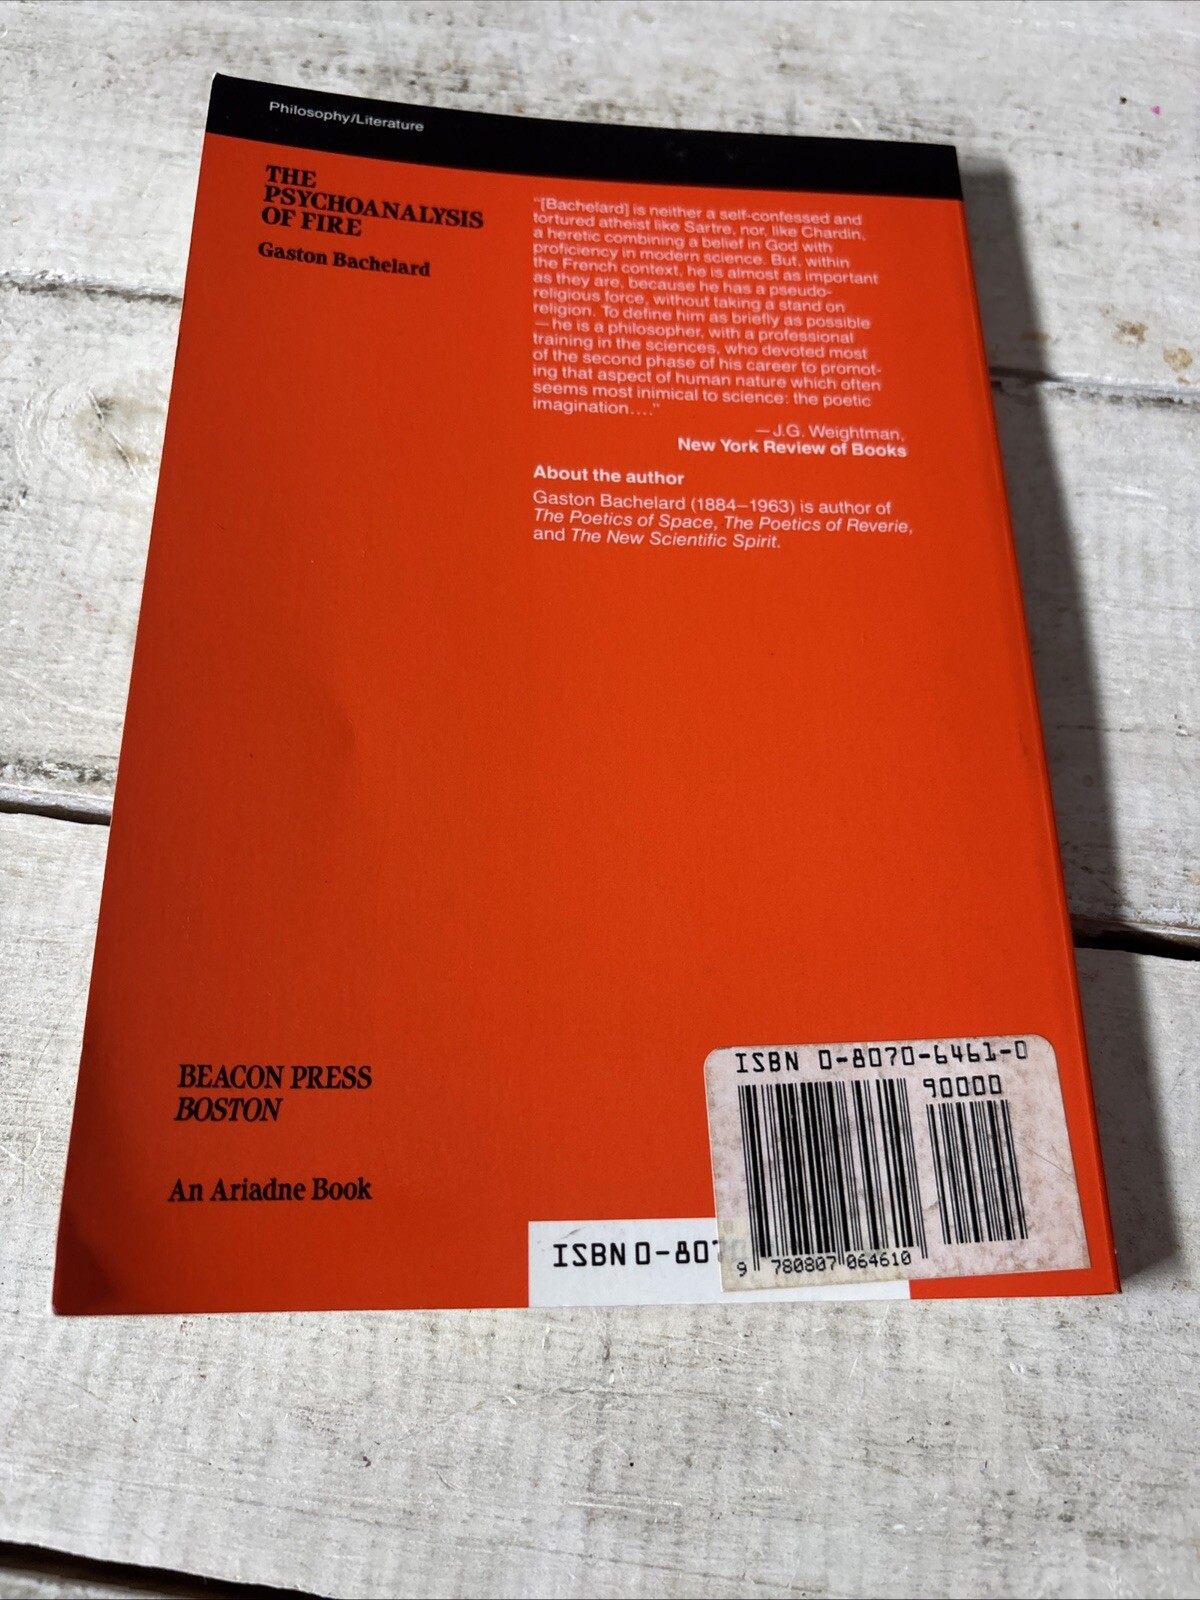 Philosophy/Literature
THE
PSYCHOANALYSIS
OF FIRE
Gaston Bachelard
"[Bachelard] is neither a self-confessed and
tortured atheist like Sartre, nor, like Chardin,
a heretic combining a belief in God with
proficiency in modern science. But, within
the French context, he is almost as important
as they are, because he has a pseudo-
religious force, without taking a stand on
religion. To define him as briefly as possible
—he is a philosopher, with a professional
training in the sciences, who devoted most
of the second phase of his career to promot-
ing that aspect of human nature which often
seems most inimical to science: the poetic
imagination...."
—J.G. Weightman,
New York Review of Books
About the author
Gaston Bachelard (1884–1963) is author of
The Poetics of Space, The Poetics of Reverie,
and The New Scientific Spirit.
BEACON PRESS
BOSTON
An Ariadne Book
ISBN 0-8070-6461-0
90000
9 780807 064610
ISBN 0-807